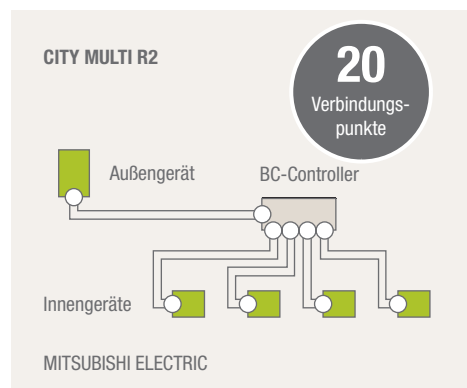 CITY MULTI R2
20
Verbindungs-
punkte
Außengerät
BC-Controller
Innengeräte
MITSUBISHI ELECTRIC